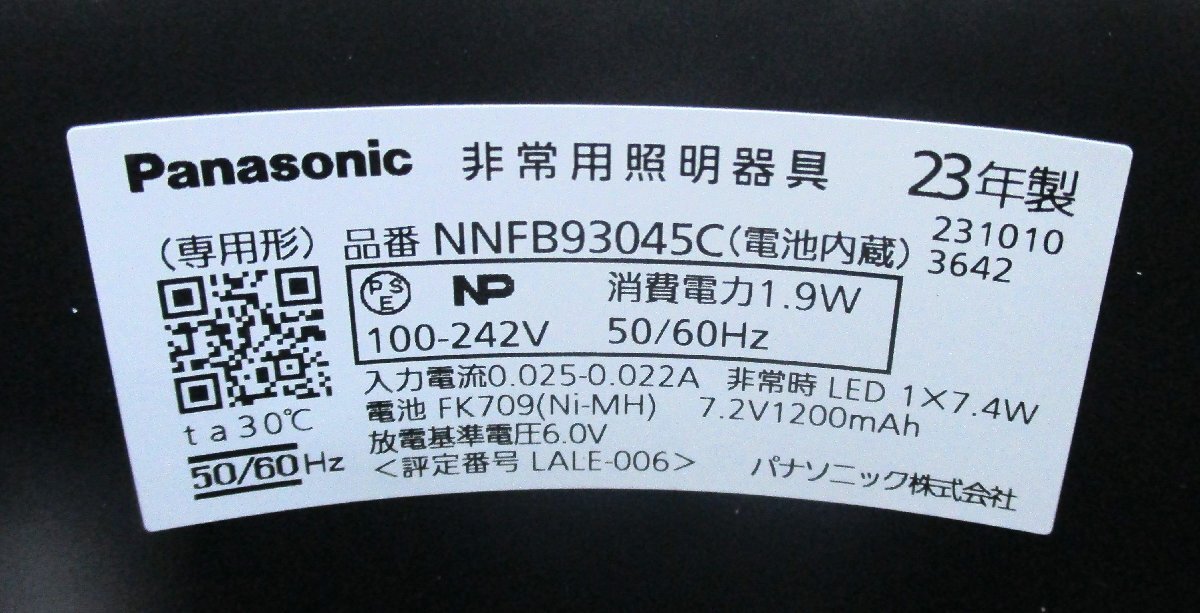 Panasonic 非常用照明器具 23年製
(専用形) 品番 NNFB93045C(電池内蔵) 231010
3642
PSE NP 消費電力1.9W
100-242V 50/60Hz
入力電流0.025-0.022A 非常時 LED 1×7.4W
電池 FK709(Ni-MH) 7.2V1200mAh
放電基準電圧6.0V
ta30℃
50/60Hz
<評定番号 LALE-006> パナソニック株式会社